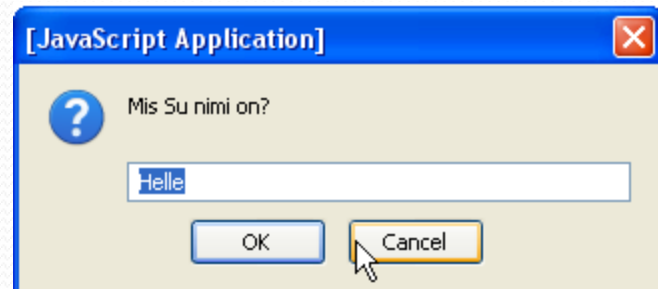 [JavaScript Application]
Mis Su nimi on?
Helle
OK
Cancel